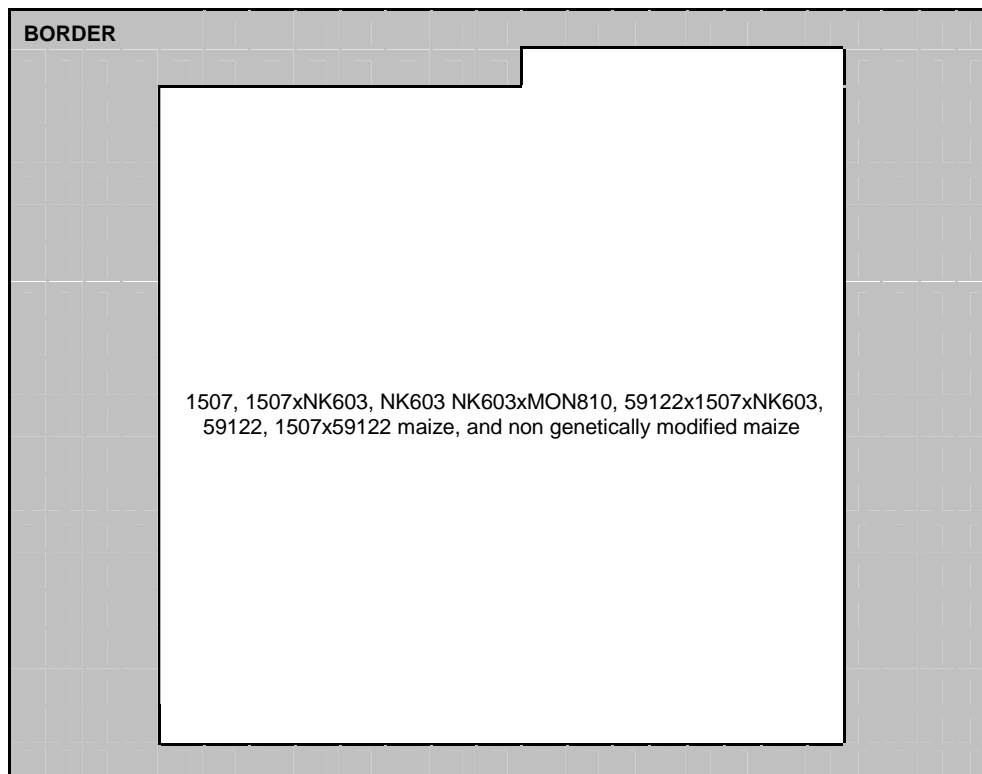 BORDER
1507, 1507xNK603, NK603 NK603xMON810, 59122x1507xNK603,
59122, 1507x59122 maize, and non genetically modified maize